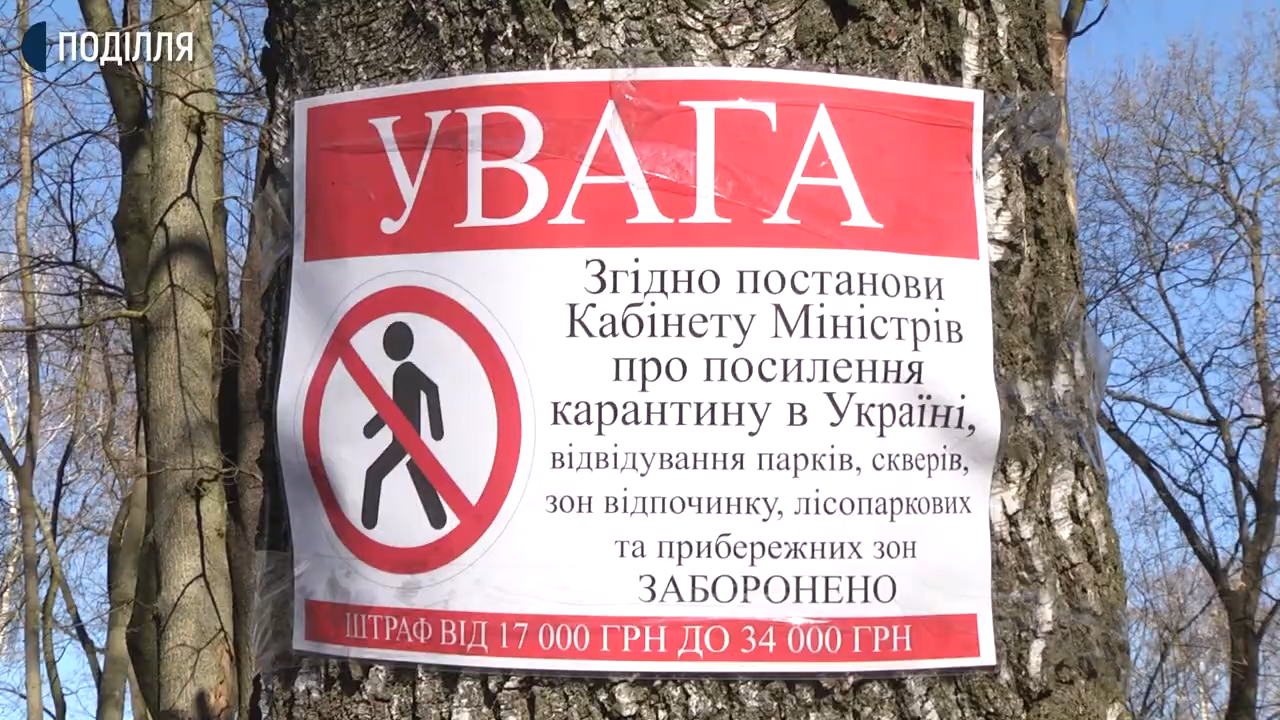 ПОДІЛЛЯ
УВАГА
Згідно постанови
Кабінету Міністрів
про посилення
карантину в Україні,
відвідування парків, скверів,
зон відпочинку, лісопаркових
та прибережних зон
ЗАБОРОНЕНО
ШТРАФ ВІД 17 000 ГРН ДО 34 000 ГРН